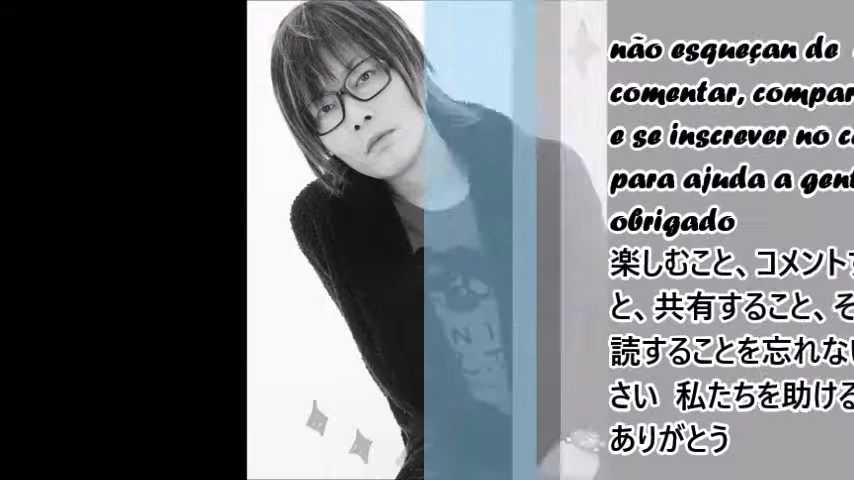 não esqueçan de
comentar, compar
e se inscrever no c
para ajuda a gent
obrigado
楽しむこと、コメントす
と、共有すること、そ
読することを忘れない
さい 私たちを助ける
ありがとう